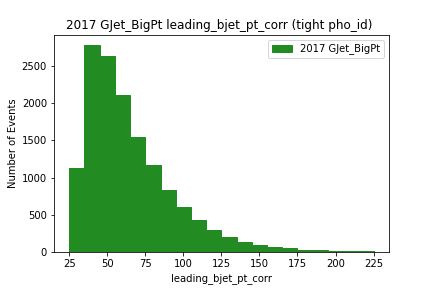 2017 GJet_BigPt leading_bjet_pt_corr (tight pho_id)
2017 GJet_BigPt
Number of Events
2500
2000
1500
1000
500
0
25 50 75 100 125 150 175 200 225
leading_bjet_pt_corr